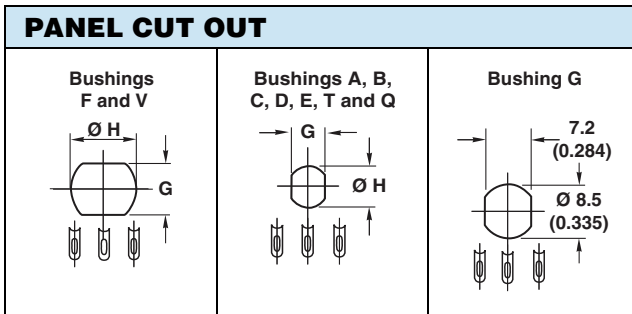 PANEL CUT OUT
Bushings
F and V
Ø H
G
Bushings A, B,
C, D, E, T and Q
G
Ø H
Bushing G
7.2
(0.284)
Ø 8.5
(0.335)